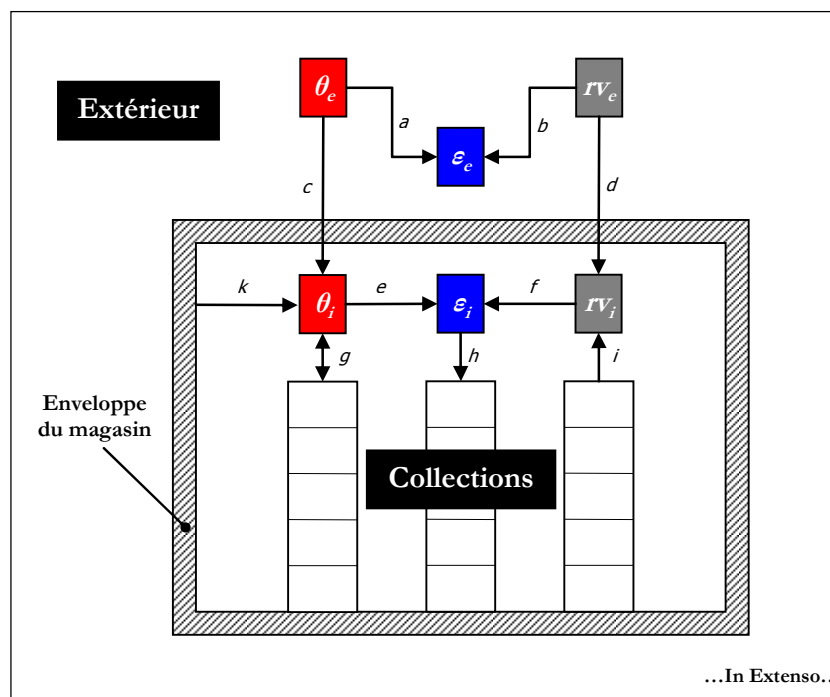 θe
rve
Extérieur
a
b
εe
c
d
k
θi
e
εi
f
rvi
g
h
i
Enveloppe
du magasin
Collections
...In Extenso..